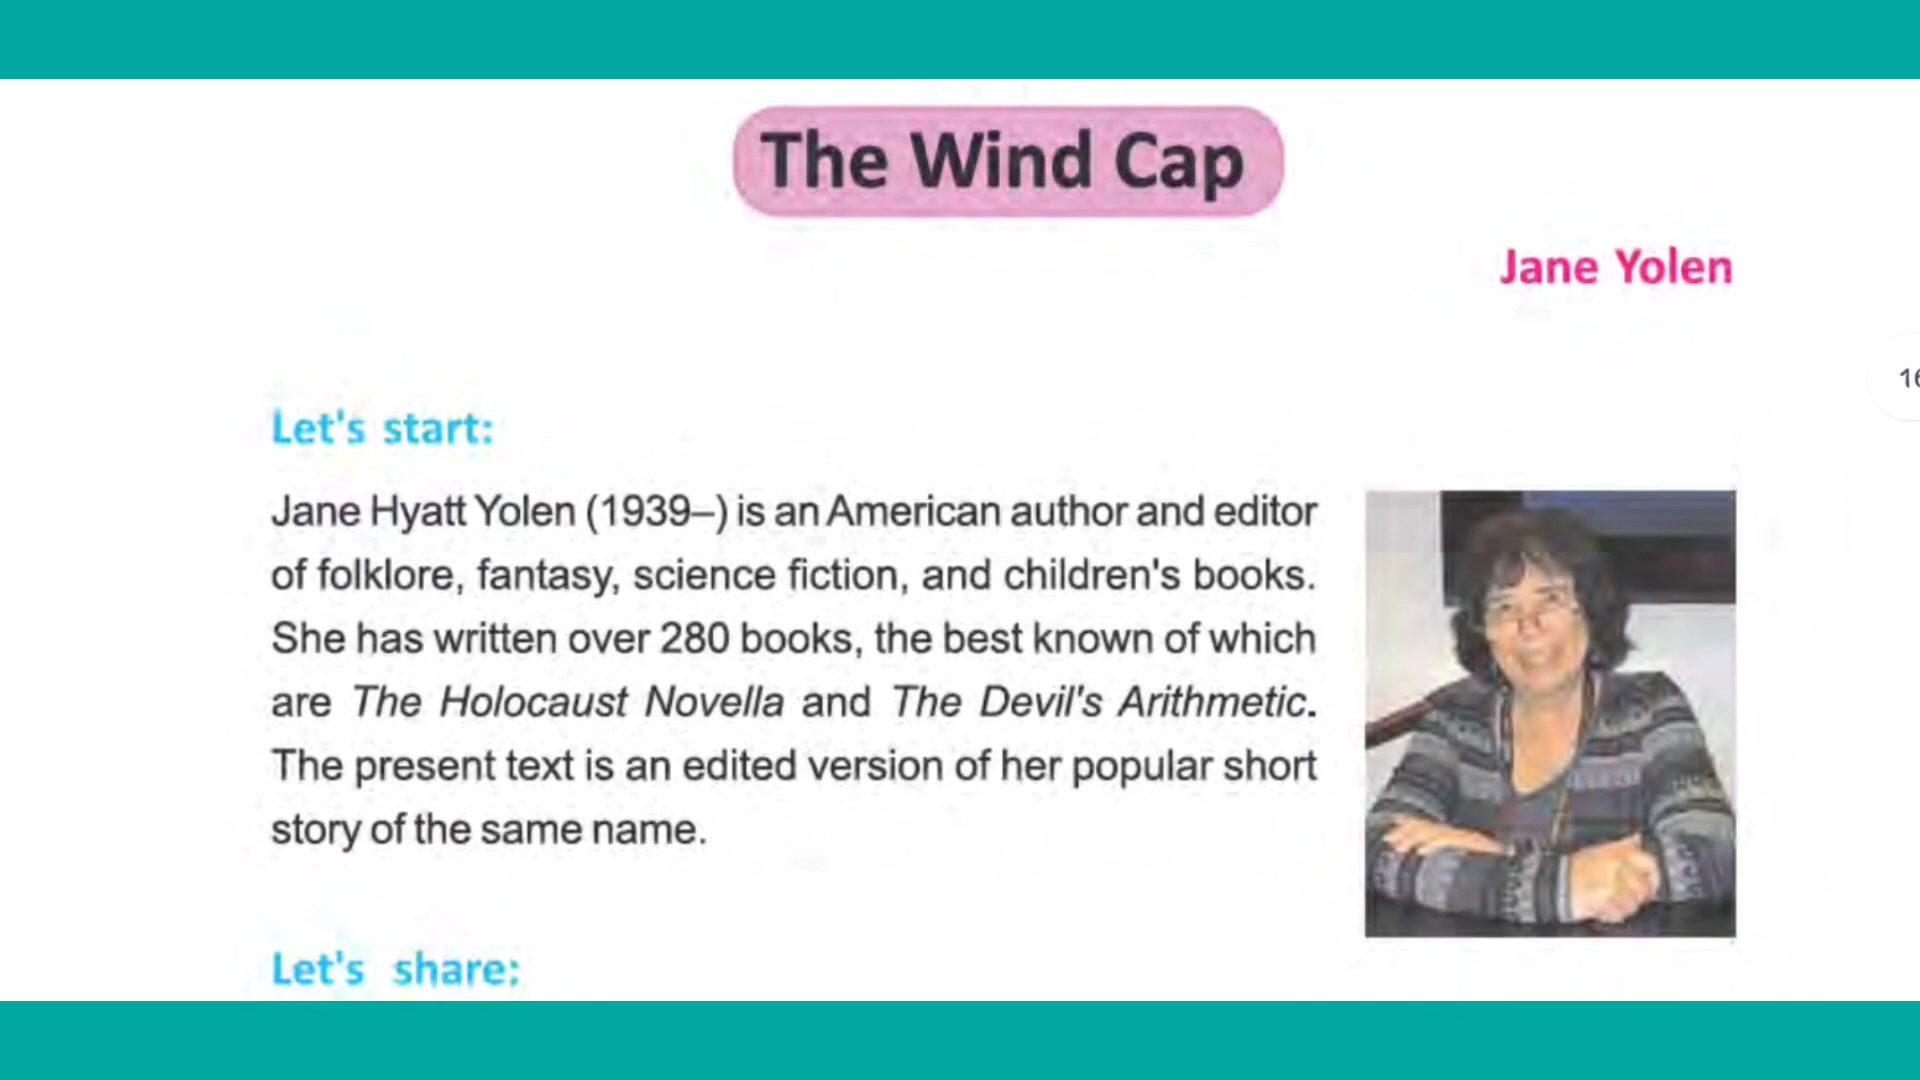 The Wind Cap
Jane Yolen
Let's start:
Jane Hyatt Yolen (1939–) is an American author and editor
of folklore, fantasy, science fiction, and children's books.
She has written over 280 books, the best known of which
are The Holocaust Novella and The Devil's Arithmetic.
The present text is an edited version of her popular short
story of the same name.
Let's share: